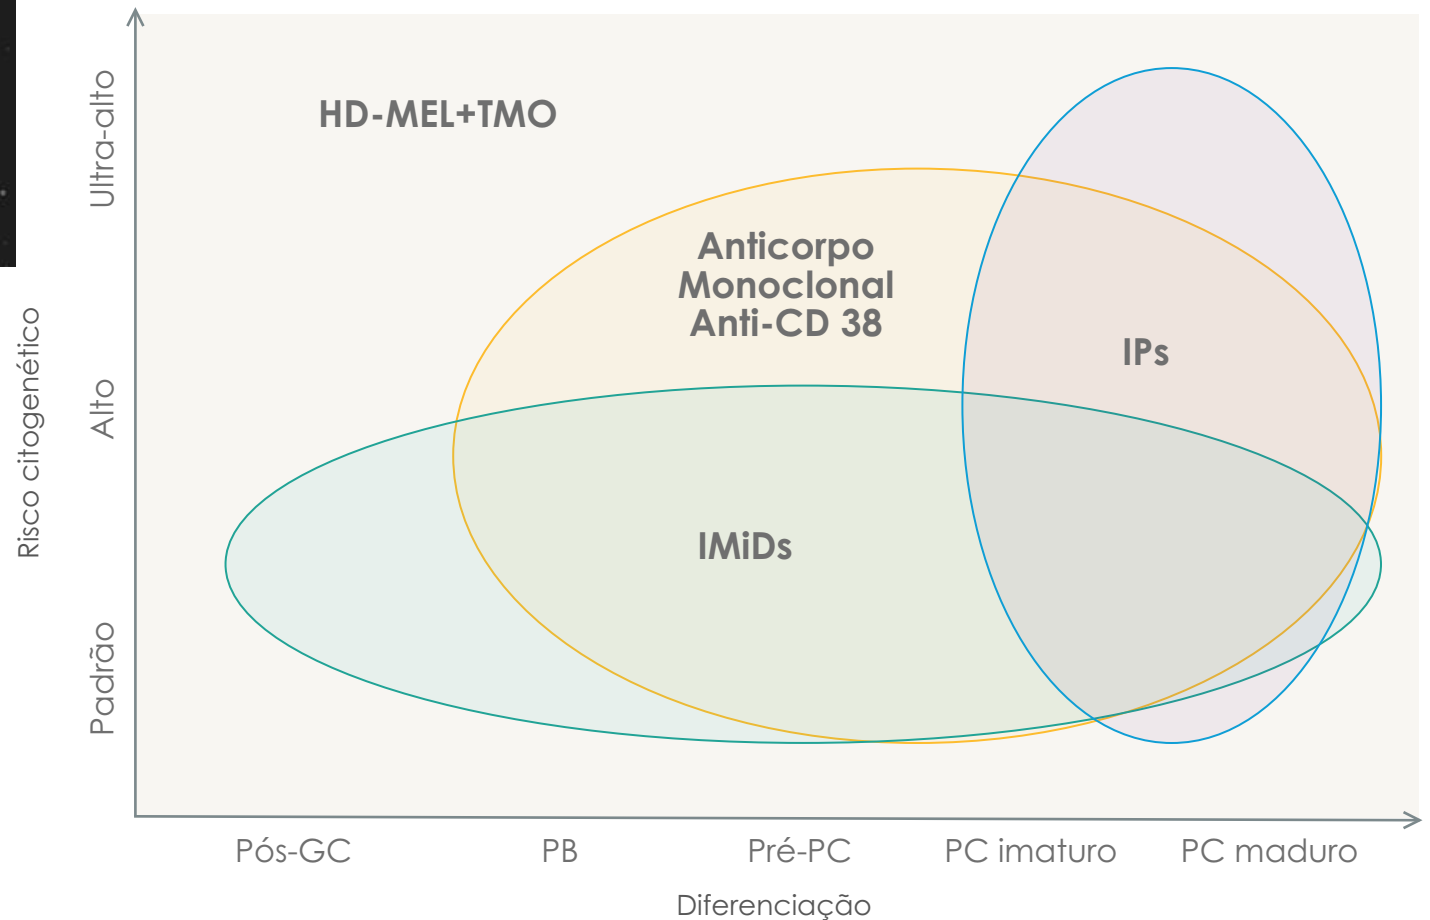 HD-MEL+TMO
Anticorpo
Monoclonal
Anti-CD 38
IPs
IMiDs
Risco citogenético
Ultra-alto
Alto
Padrão
Pós-GC
PB
Pré-PC
PC imaturo
PC maduro
Diferenciação